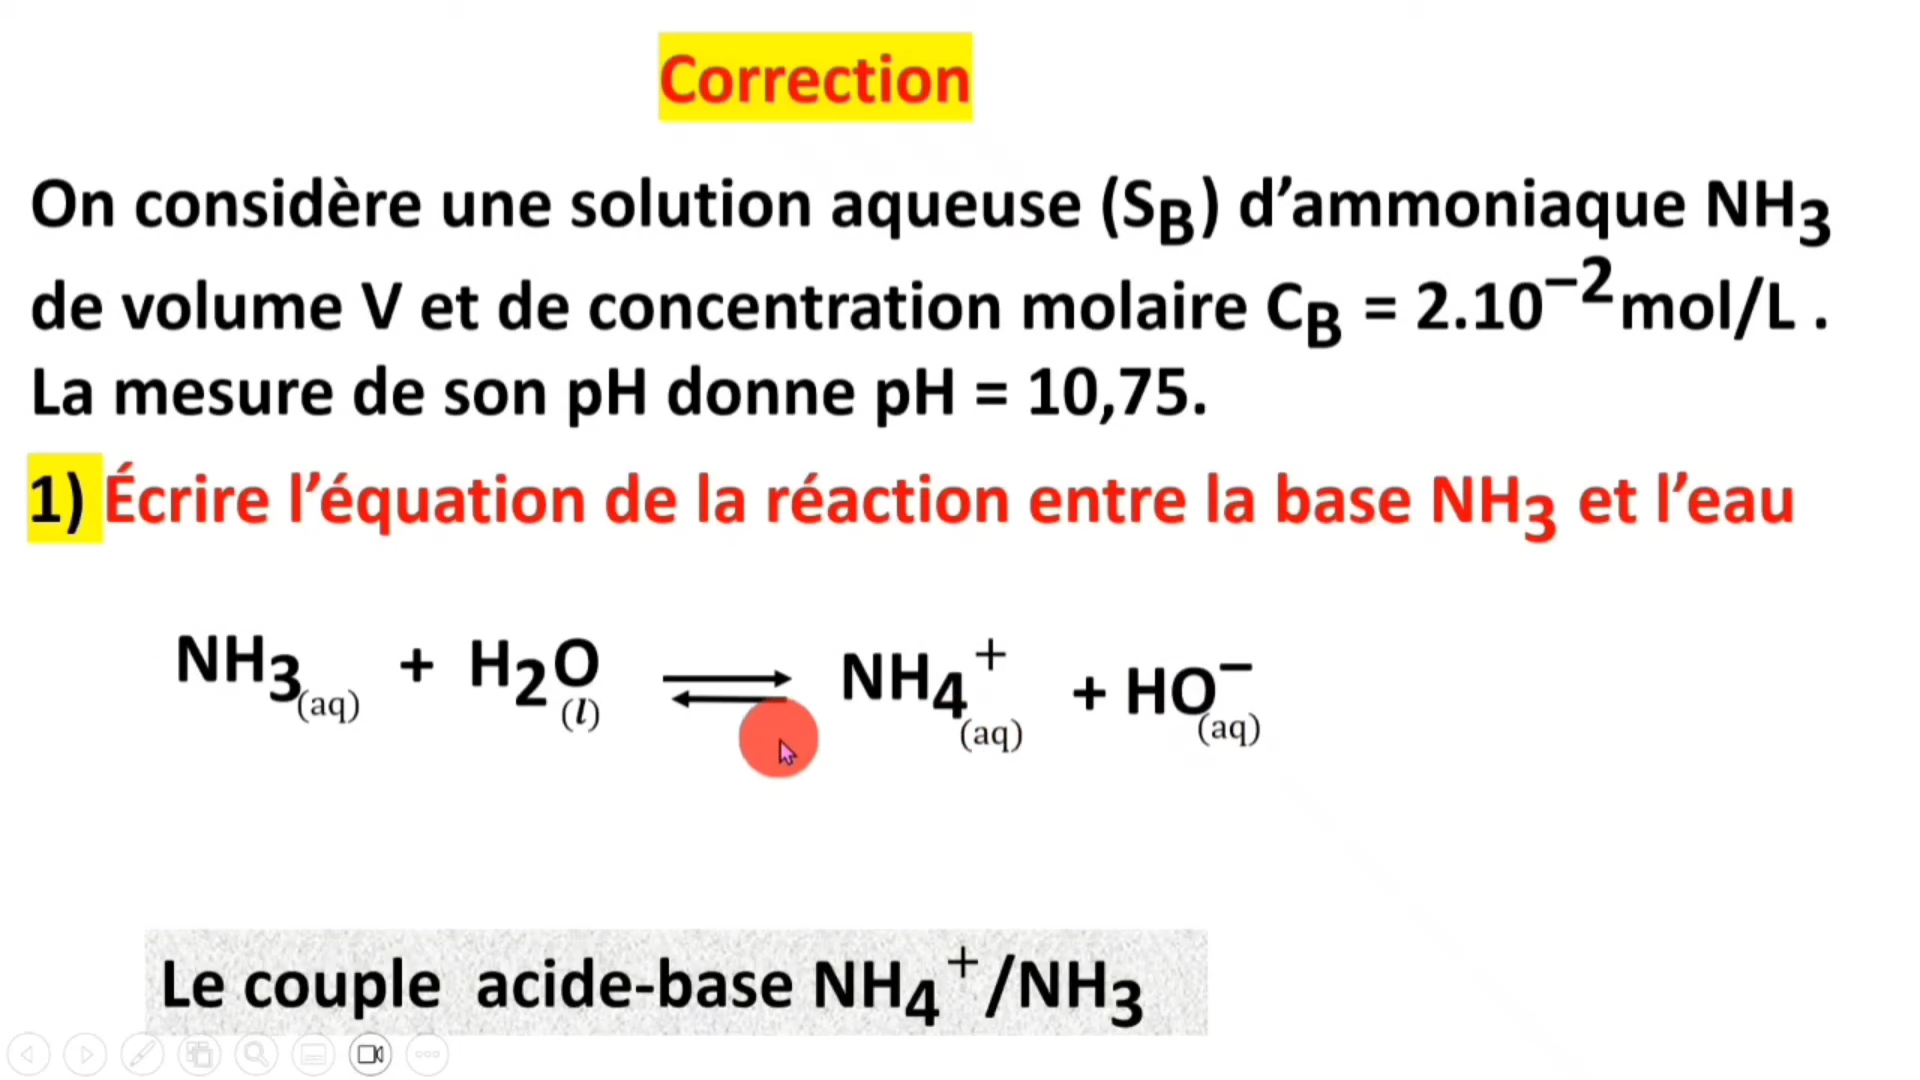 Correction
On considère une solution aqueuse (S_B) d’ammoniaque NH₃
de volume V et de concentration molaire C_B = 2.10⁻²mol/L .
La mesure de son pH donne pH = 10,75.
1) Écrire l’équation de la réaction entre la base NH₃ et l’eau
NH₃(aq) + H₂O(l) ⇌ NH₄⁺(aq) + HO⁻(aq)
Le couple acide-base NH₄⁺/NH₃